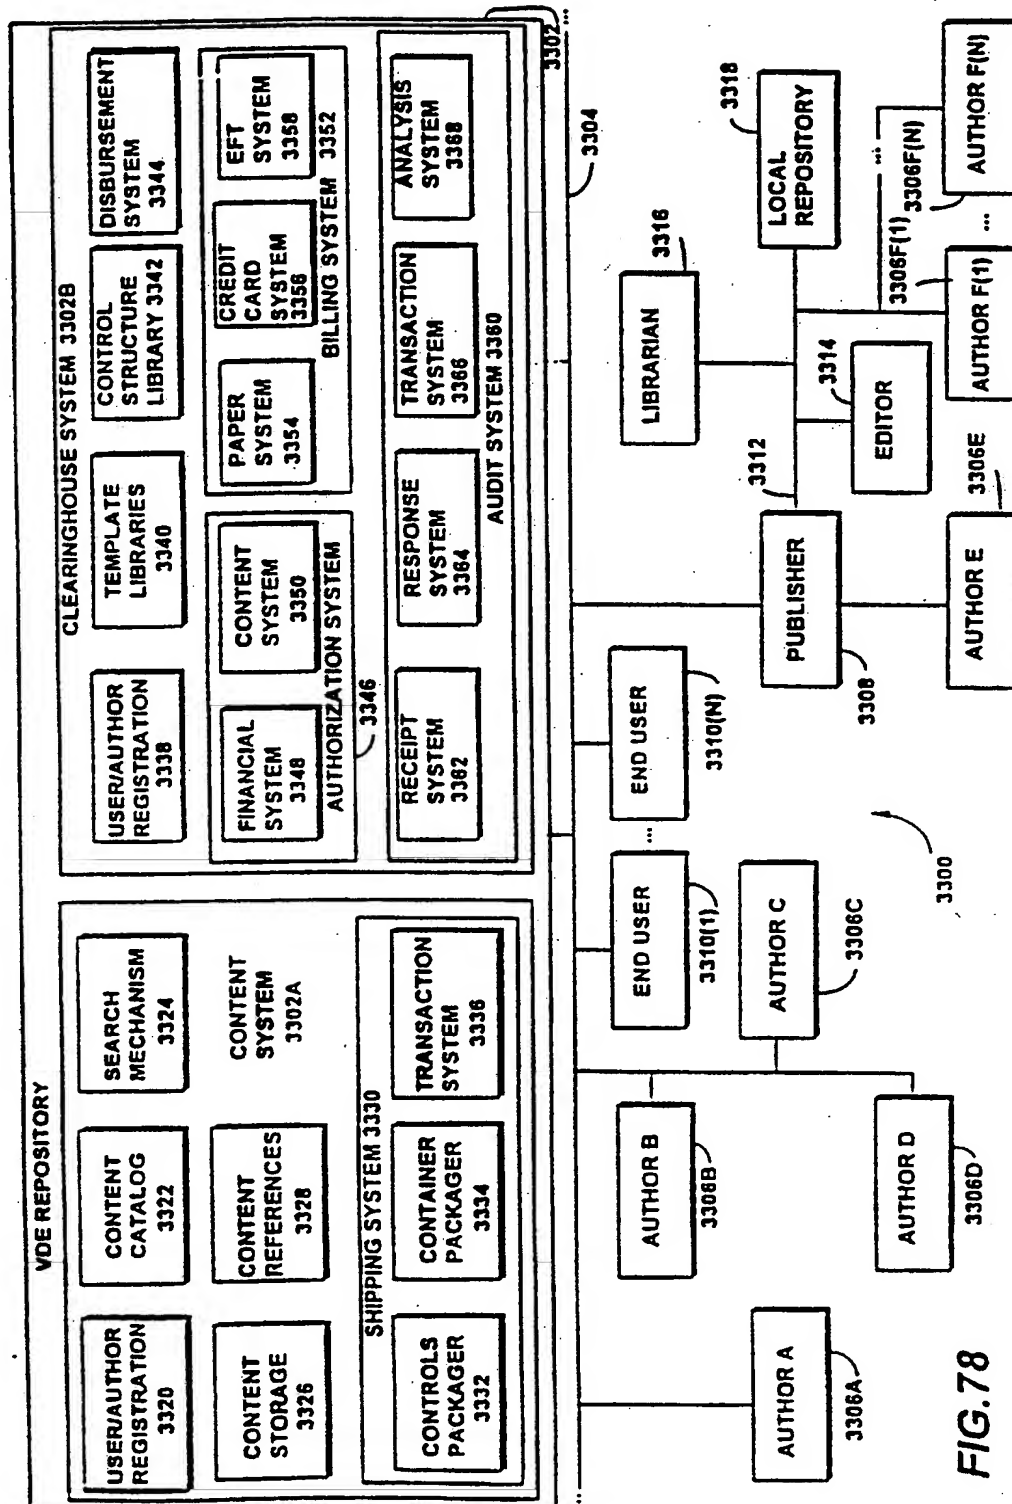 VDE REPOSITORY
3302
USER/AUTHOR
REGISTRATION
3320
CONTENT
CATALOG
3322
SEARCH
MECHANISM
3324
CONTENT
STORAGE
3326
CONTENT
REFERENCES
3328
CONTENT
SYSTEM
3302A
SHIPPING SYSTEM 3330
CONTROLS
PACKAGER
3332
CONTAINER
PACKAGER
3334
TRANSACTION
SYSTEM
3336
CLEARINGHOUSE SYSTEM 3302B
USER/AUTHOR
REGISTRATION
3338
TEMPLATE
LIBRARIES
3340
CONTROL
STRUCTURE
LIBRARY 3342
DISBURSEMENT
SYSTEM
3344
FINANCIAL
SYSTEM
3348
CONTENT
SYSTEM
3350
AUTHORIZATION SYSTEM
3346
PAPER
SYSTEM
3354
CREDIT
CARD
SYSTEM
3356
EFT
SYSTEM
3358
BILLING SYSTEM 3352
RECEIPT
SYSTEM
3362
RESPONSE
SYSTEM
3364
TRANSACTION
SYSTEM
3366
ANALYSIS
SYSTEM
3368
AUDIT SYSTEM 3360
...
...
3304
AUTHOR A
3306A
AUTHOR B
3306B
AUTHOR C
3306C
AUTHOR D
3306D
END USER
3310(1)
...
END USER
3310(N)
3300
PUBLISHER
3308
3312
AUTHOR E
3306E
EDITOR
3314
LIBRARIAN
3316
LOCAL
REPOSITORY
3318
...
3306F(1)
3306F(N)
AUTHOR F(1)
...
AUTHOR F(N)
FIG.78